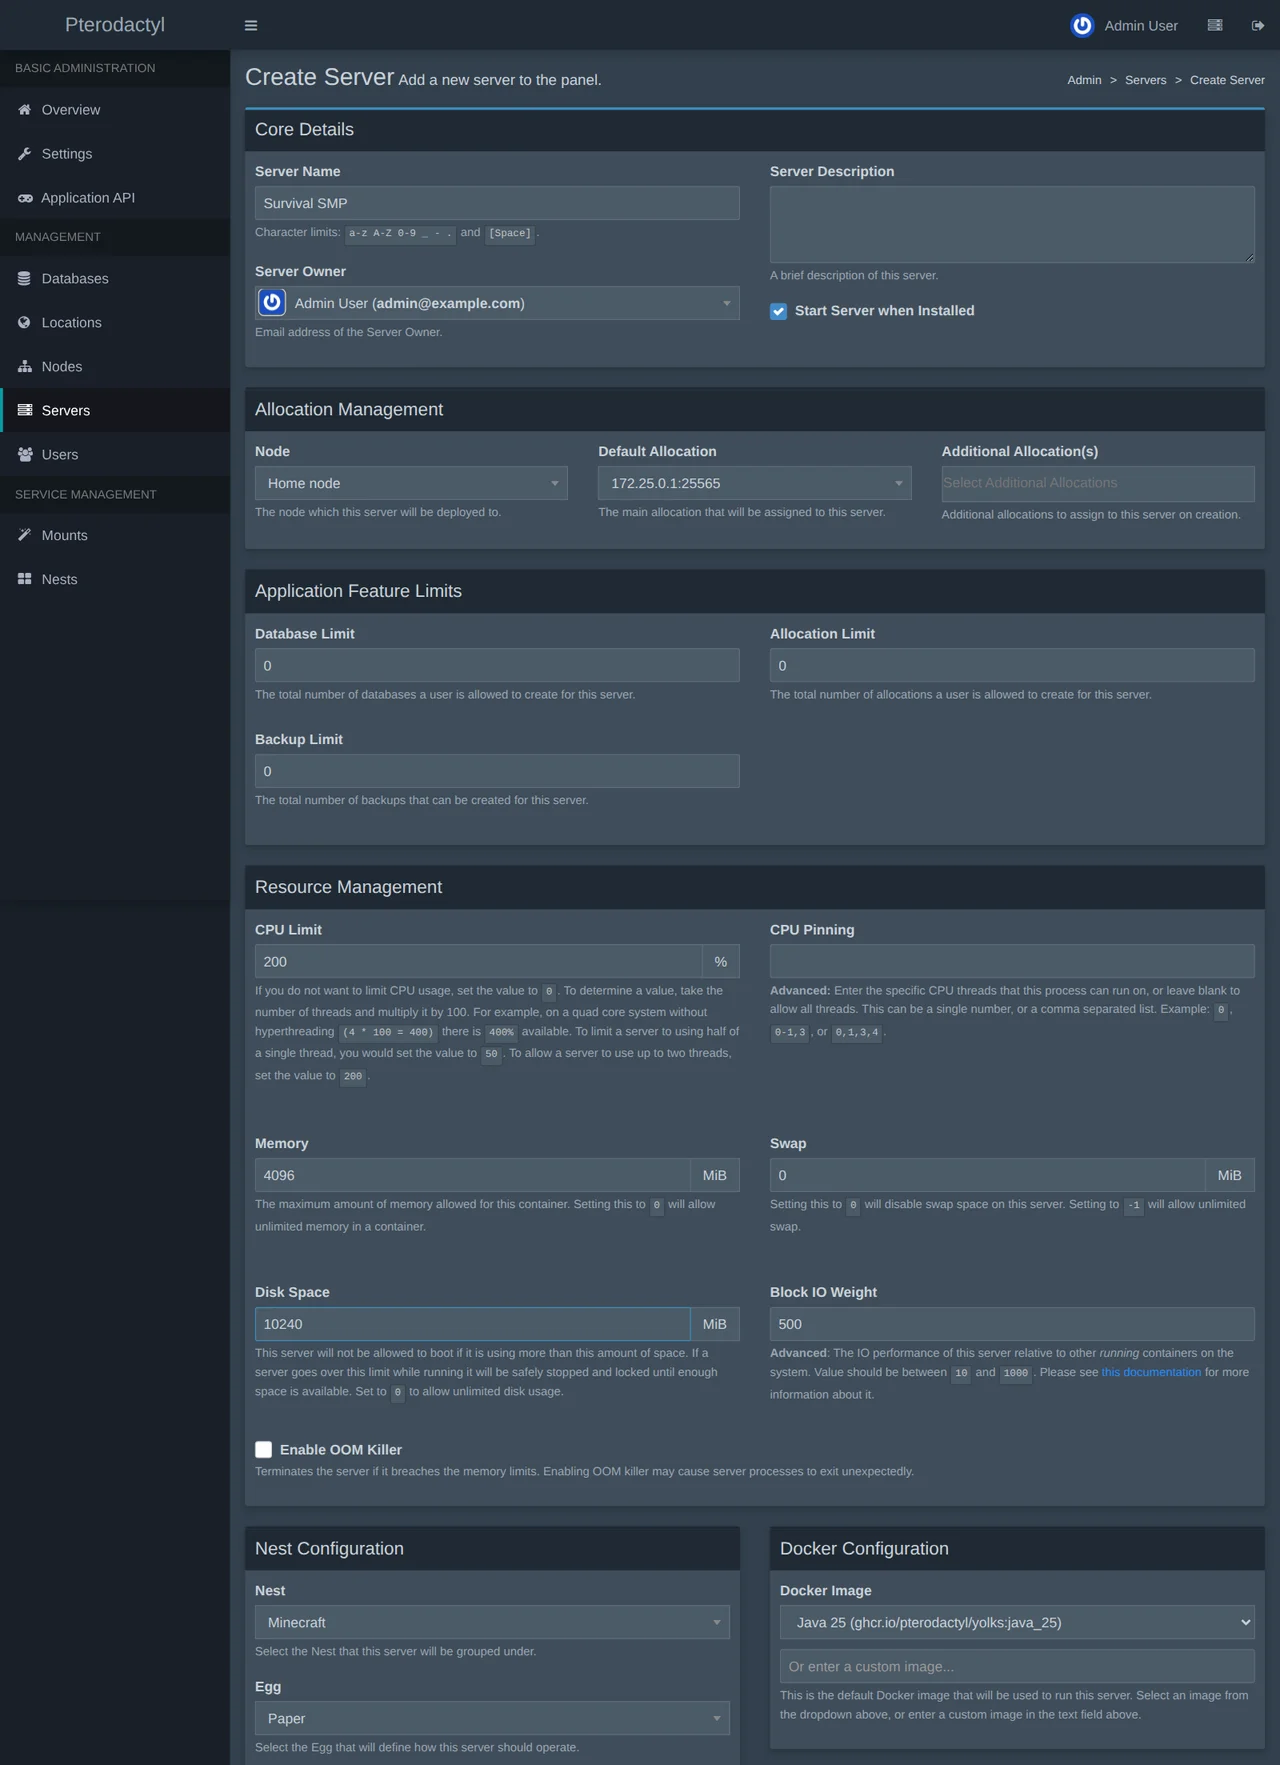 Pterodactyl
Admin User
BASIC ADMINISTRATION
Overview
Settings
Application API
MANAGEMENT
Databases
Locations
Nodes
Servers
Users
SERVICE MANAGEMENT
Mounts
Nests
Create Server Add a new server to the panel.
Admin > Servers > Create Server
Core Details
Server Name
Survival SMP
Character limits: a-z A-Z 0-9 _ - . and [Space] .
Server Owner
Admin User (admin@example.com)
Email address of the Server Owner.
Server Description
A brief description of this server.
Start Server when Installed
Allocation Management
Node
Home node
The node which this server will be deployed to.
Default Allocation
172.25.0.1:25565
The main allocation that will be assigned to this server.
Additional Allocation(s)
Select Additional Allocations
Additional allocations to assign to this server on creation.
Application Feature Limits
Database Limit
0
The total number of databases a user is allowed to create for this server.
Allocation Limit
0
The total number of allocations a user is allowed to create for this server.
Backup Limit
0
The total number of backups that can be created for this server.
Resource Management
CPU Limit
200 %
If you do not want to limit CPU usage, set the value to 0 . To determine a value, take the
number of threads and multiply it by 100. For example, on a quad core system without
hyperthreading (4 * 100 = 400) there is 400% available. To limit a server to using half of
a single thread, you would set the value to 50 . To allow a server to use up to two threads,
set the value to 200 .
CPU Pinning
Advanced: Enter the specific CPU threads that this process can run on, or leave blank to
allow all threads. This can be a single number, or a comma separated list. Example: 0 ,
0-1,3 , or 0,1,3,4 .
Memory
4096 MiB
The maximum amount of memory allowed for this container. Setting this to 0 will allow
unlimited memory in a container.
Swap
0 MiB
Setting this to 0 will disable swap space on this server. Setting to -1 will allow unlimited
swap.
Disk Space
10240 MiB
This server will not be allowed to boot if it is using more than this amount of space. If a
server goes over this limit while running it will be safely stopped and locked until enough
space is available. Set to 0 to allow unlimited disk usage.
Block IO Weight
500
Advanced: The IO performance of this server relative to other running containers on the
system. Value should be between 10 and 1000 . Please see this documentation for more
information about it.
Enable OOM Killer
Terminates the server if it breaches the memory limits. Enabling OOM killer may cause server processes to exit unexpectedly.
Nest Configuration
Nest
Minecraft
Select the Nest that this server will be grouped under.
Egg
Paper
Select the Egg that will define how this server should operate.
Docker Configuration
Docker Image
Java 25 (ghcr.io/pterodactyl/yolks:java_25)
Or enter a custom image...
This is the default Docker image that will be used to run this server. Select an image from
the dropdown above, or enter a custom image in the text field above.